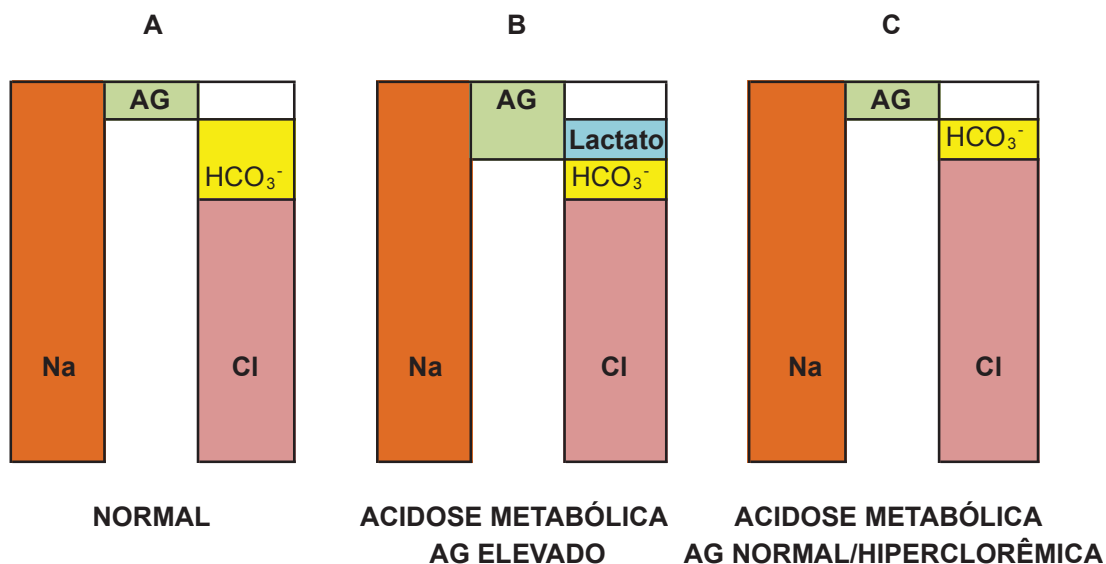 A
B
C
AG
HCO₃⁻
Na
Cl
AG
Lactato
HCO₃⁻
Na
Cl
AG
HCO₃⁻
Na
Cl
NORMAL
ACIDOSE METABÓLICA
AG ELEVADO
ACIDOSE METABÓLICA
AG NORMAL/HIPERCLORÊMICA